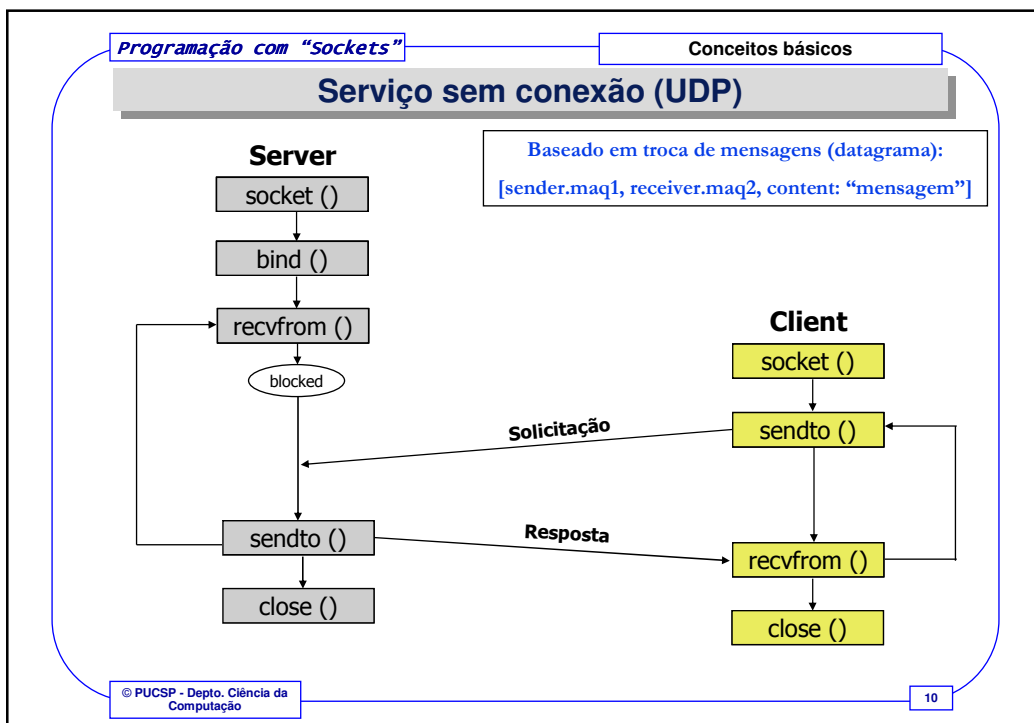 Programação com “Sockets”
Conceitos básicos
Serviço sem conexão (UDP)
Baseado em troca de mensagens (datagrama):
[sender.maq1, receiver.maq2, content: “mensagem”]
Server
socket ()
bind ()
recvfrom ()
blocked
sendto ()
close ()
Solicitação
Resposta
Client
socket ()
sendto ()
recvfrom ()
close ()
© PUCSP - Depto. Ciência da
Computação
10